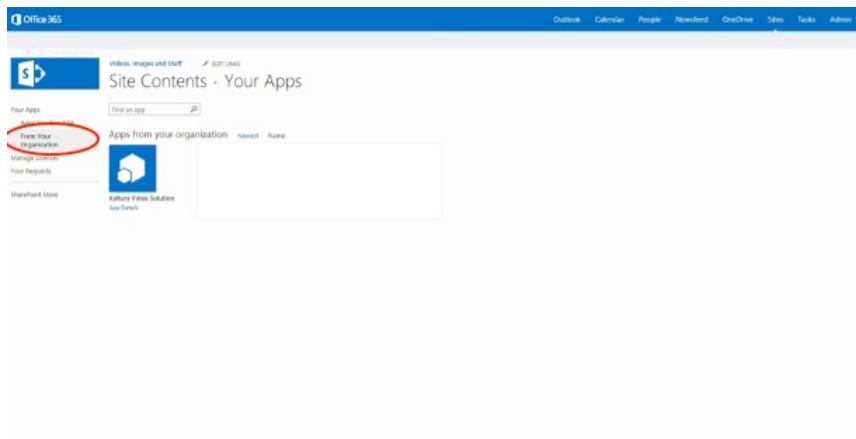 Office 365
Outlook Calendar People Newsfeed OneDrive Sites Tasks Admin
Videos, Images and Stuff EDIT LINKS
Site Contents › Your Apps
Find an app
Your Apps
From Your
Organization
Manage Licenses
Your Requests
SharePoint Store
Apps from your organization Newest Name
Kaltura Video Solution
App Details